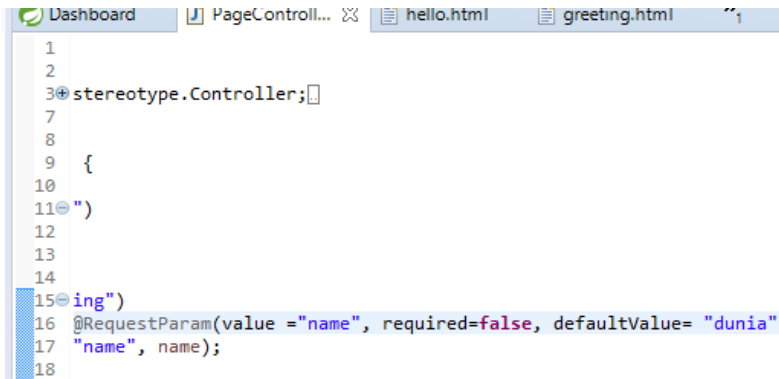 Dashboard PageControll... hello.html greeting.html "1
1
2
3 stereotype.Controller;
7
8
9 {
10
11 ")
12
13
14
15 ing")
16 @RequestParam(value ="name", required=false, defaultValue= "dunia"
17 "name", name);
18